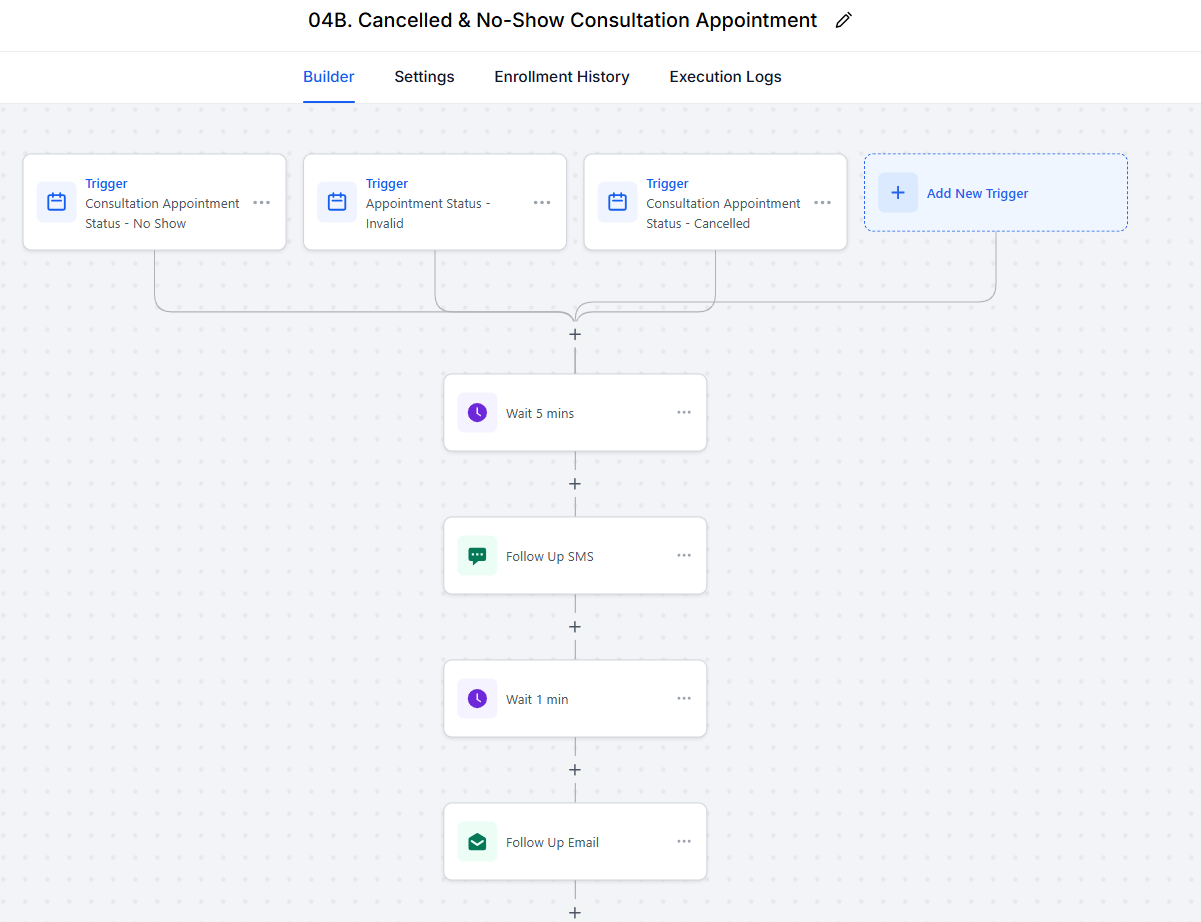 04B. Cancelled & No-Show Consultation Appointment
Builder
Settings
Enrollment History
Execution Logs
Trigger
Consultation Appointment
Status - No Show
Trigger
Appointment Status -
Invalid
Trigger
Consultation Appointment
Status - Cancelled
Add New Trigger
Wait 5 mins
Follow Up SMS
Wait 1 min
Follow Up Email